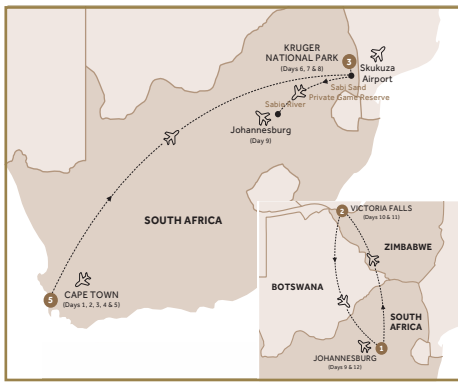 KRUGER
NATIONAL PARK
(Days 6, 7 & 8)
3
Skukuza
Airport
Sabi Sand
Private Game Reserve
Sabie River
Johannesburg
(Day 9)
SOUTH AFRICA
5
CAPE TOWN
(Days 1, 2, 3, 4 & 5)
2
VICTORIA FALLS
(Days 10 & 11)
ZIMBABWE
BOTSWANA
SOUTH
AFRICA
1
JOHANNESBURG
(Days 9 & 12)